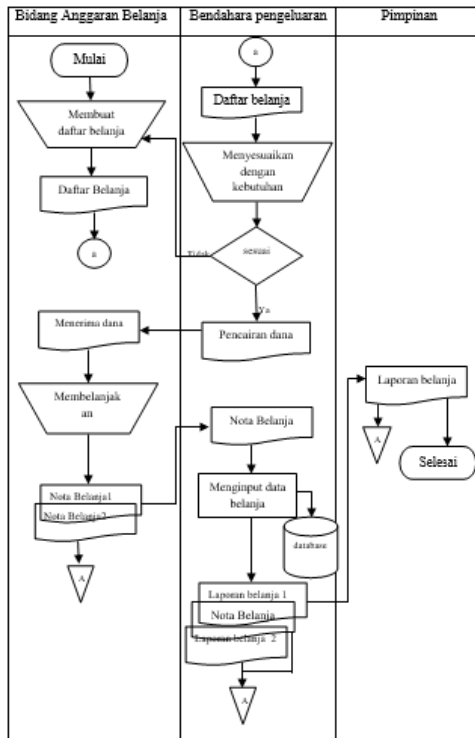 Bidang Anggaran Belanja
Bendahara pengeluaran
Pimpinan
Mulai
Membuat
daftar belanja
Daftar Belanja
a
a
Daftar belanja
Menyesuaikan
dengan
kebutuhan
sesuai
Tidak
Ya
Pencairan dana
Menerima dana
Membelanjak
an
Nota Belanja1
Nota Belanja2
A
Nota Belanja
Menginput data
belanja
database
Laporan belanja 1
Nota Belanja
Laporan belanja 2
A
Laporan belanja
A
Selesai